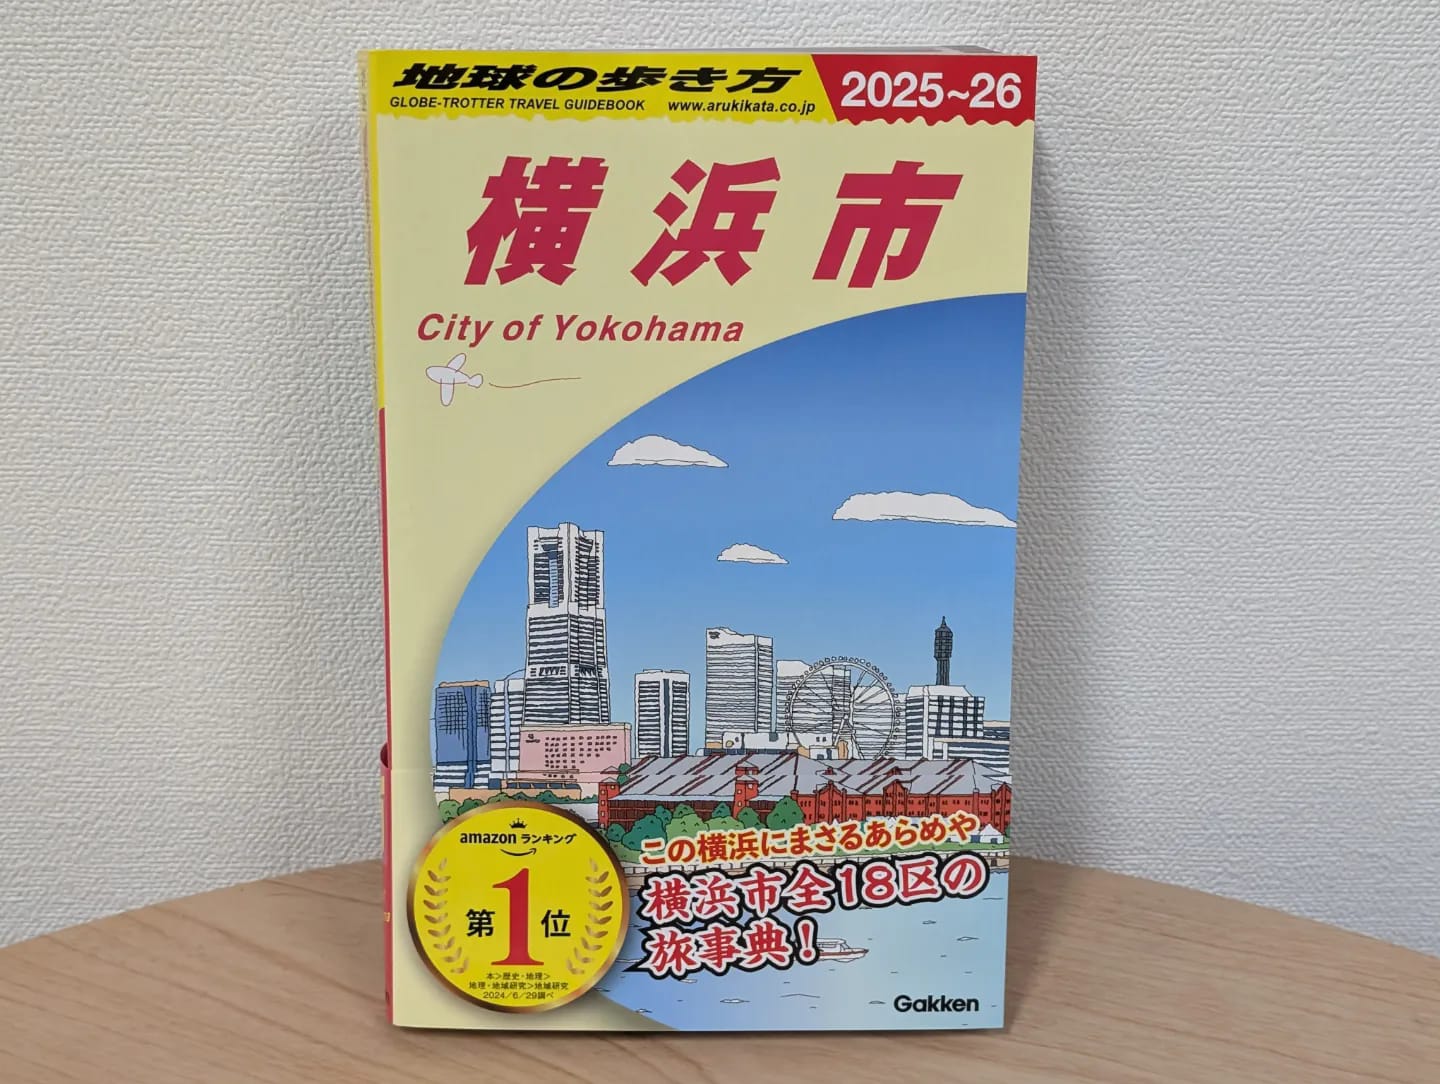 地球の歩き方
GLOBE-TROTTER TRAVEL GUIDEBOOK www.arukikata.co.jp
2025~26
横浜市
City of Yokohama
amazon ランキング
第1位
本>歴史・地理>
地理・地域研究>地域研究
2024/6/29調べ
この横浜にまさるあらめや
横浜市全18区の
旅事典!
Gakken